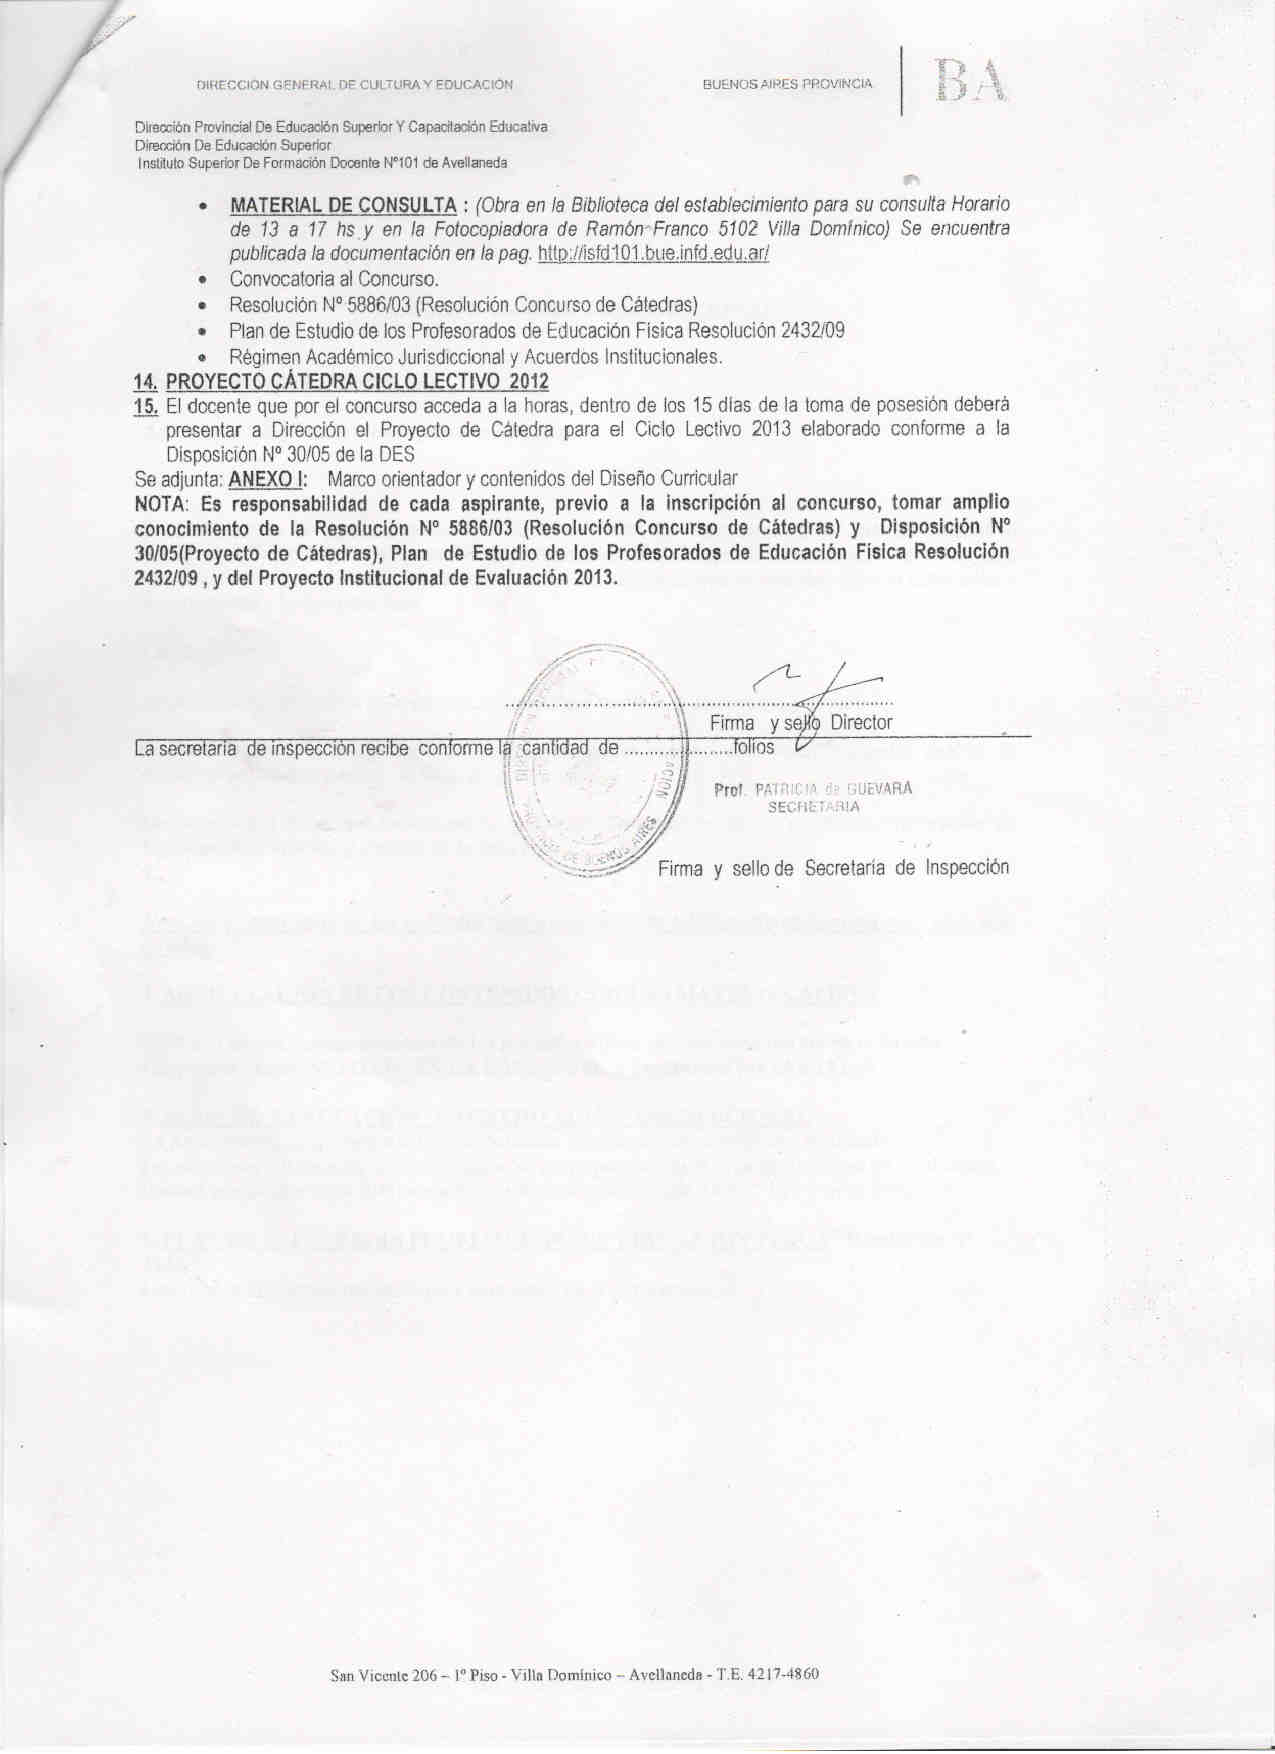 DIRECCIÓN GENERAL DE CULTURA Y EDUCACIÓN
BUENOS AIRES PROVINCIA
BA
Dirección Provincial De Educación Superior Y Capacitación Educativa
Dirección De Educación Superior
Instituto Superior De Formación Docente Nº101 de Avellaneda
• MATERIAL DE CONSULTA : (Obra en la Biblioteca del establecimiento para su consulta Horario
de 13 a 17 hs y en la Fotocopiadora de Ramón Franco 5102 Villa Domínico) Se encuentra
publicada la documentación en la pag. http://isfd101.bue.infd.edu.ar/
• Convocatoria al Concurso.
• Resolución Nº 5886/03 (Resolución Concurso de Cátedras)
• Plan de Estudio de los Profesorados de Educación Física Resolución 2432/09
• Régimen Académico Jurisdiccional y Acuerdos Institucionales.
14. PROYECTO CÁTEDRA CICLO LECTIVO 2012
15. El docente que por el concurso acceda a la horas, dentro de los 15 días de la toma de posesión deberá
presentar a Dirección el Proyecto de Cátedra para el Ciclo Lectivo 2013 elaborado conforme a la
Disposición Nº 30/05 de la DES
Se adjunta: ANEXO I: Marco orientador y contenidos del Diseño Curricular
NOTA: Es responsabilidad de cada aspirante, previo a la inscripción al concurso, tomar amplio
conocimiento de la Resolución Nº 5886/03 (Resolución Concurso de Cátedras) y Disposición Nº
30/05(Proyecto de Cátedras), Plan de Estudio de los Profesorados de Educación Física Resolución
2432/09 , y del Proyecto Institucional de Evaluación 2013.
Firma y sello Director
La secretaria de inspección recibe conforme la cantidad de ......................folios
Prof. PATRICIA de GUEVARA
SECRETARIA
PROVINCIA DE BUENOS AIRES
Firma y sello de Secretaría de Inspección
San Vicente 206 – 1º Piso - Villa Domínico – Avellaneda - T.E. 4217-4860